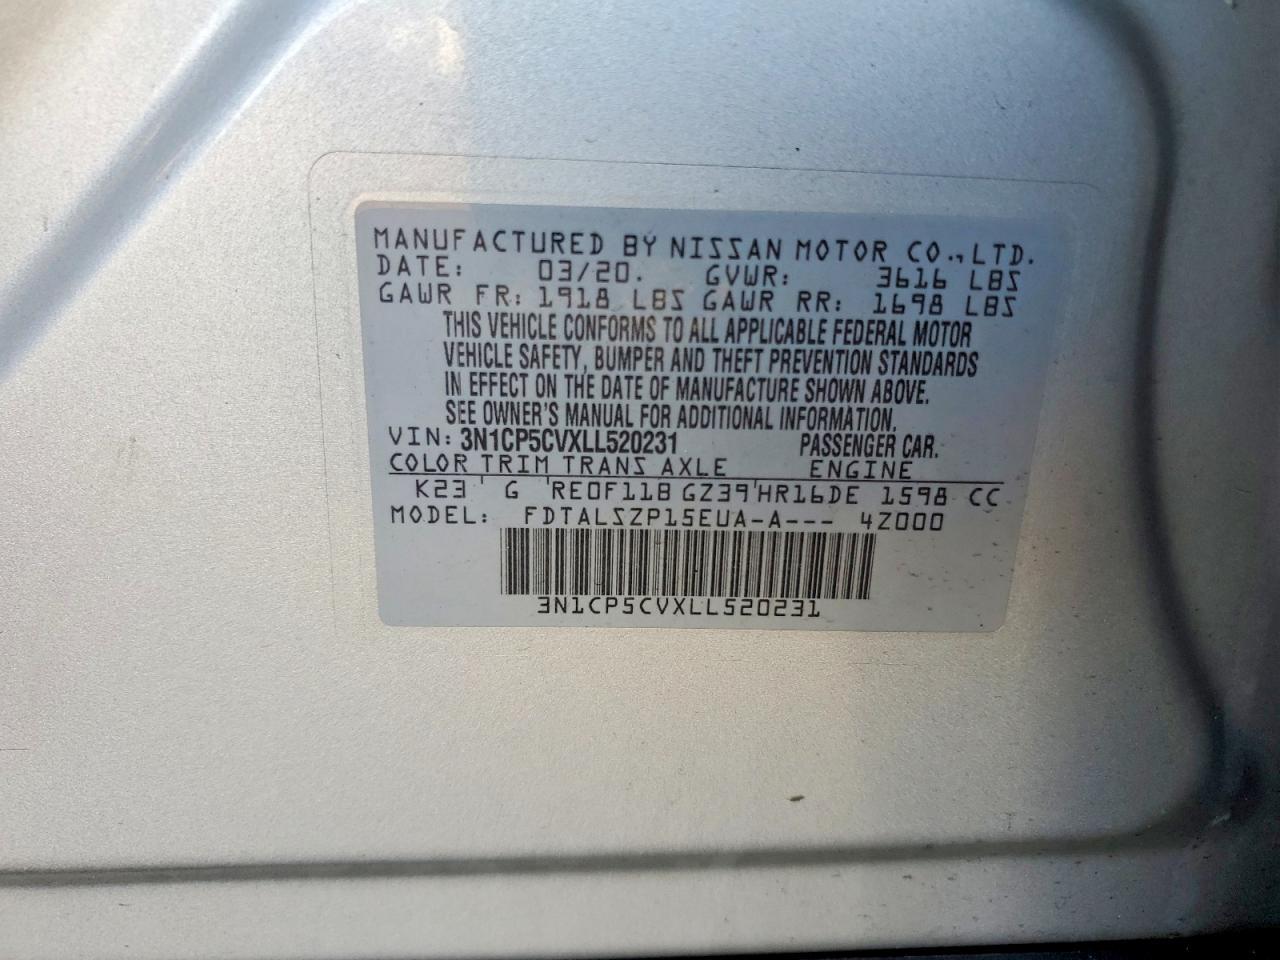 MANUFACTURED BY NISSAN MOTOR CO.,LTD.
DATE: 03/20. GVWR: 3616 LBS
GAWR FR: 1918 LBS GAWR RR: 1698 LBS
THIS VEHICLE CONFORMS TO ALL APPLICABLE FEDERAL MOTOR
VEHICLE SAFETY, BUMPER AND THEFT PREVENTION STANDARDS
IN EFFECT ON THE DATE OF MANUFACTURE SHOWN ABOVE.
SEE OWNER'S MANUAL FOR ADDITIONAL INFORMATION.
VIN: 3N1CP5CVXLL520231 PASSENGER CAR.
COLOR TRIM TRANS AXLE ENGINE
K23 ' G ' RE0F11B GZ39'HR16DE 1598 CC
MODEL: FDTALSZP15EUA-A--- 4Z000
3N1CP5CVXLL520231